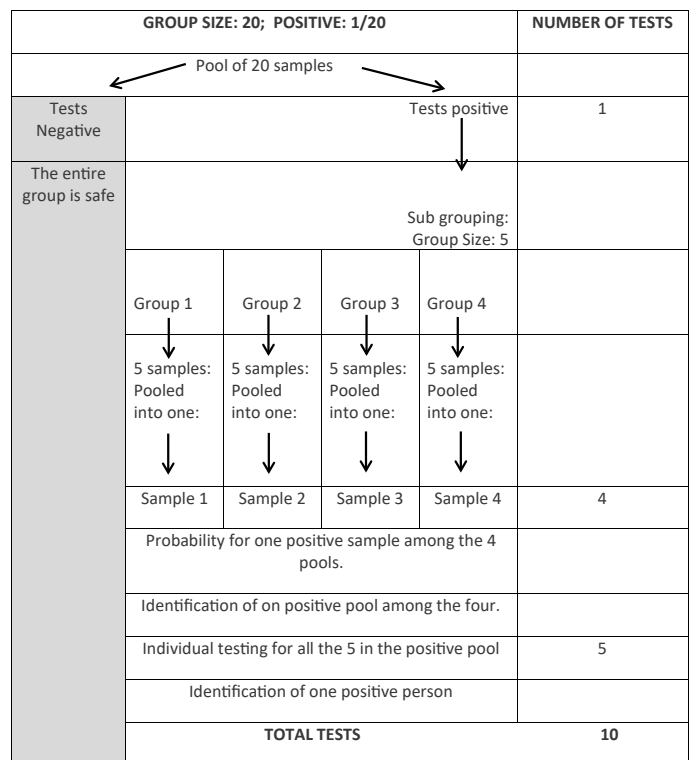 GROUP SIZE: 20; POSITIVE: 1/20
NUMBER OF TESTS
Pool of 20 samples
Tests
Negative
Tests positive
1
The entire
group is safe
Sub grouping:
Group Size: 5
Group 1
Group 2
Group 3
Group 4
5 samples:
Pooled
into one:
5 samples:
Pooled
into one:
5 samples:
Pooled
into one:
5 samples:
Pooled
into one:
Sample 1
Sample 2
Sample 3
Sample 4
4
Probability for one positive sample among the 4
pools.
Identification of on positive pool among the four.
Individual testing for all the 5 in the positive pool
5
Identification of one positive person
TOTAL TESTS
10